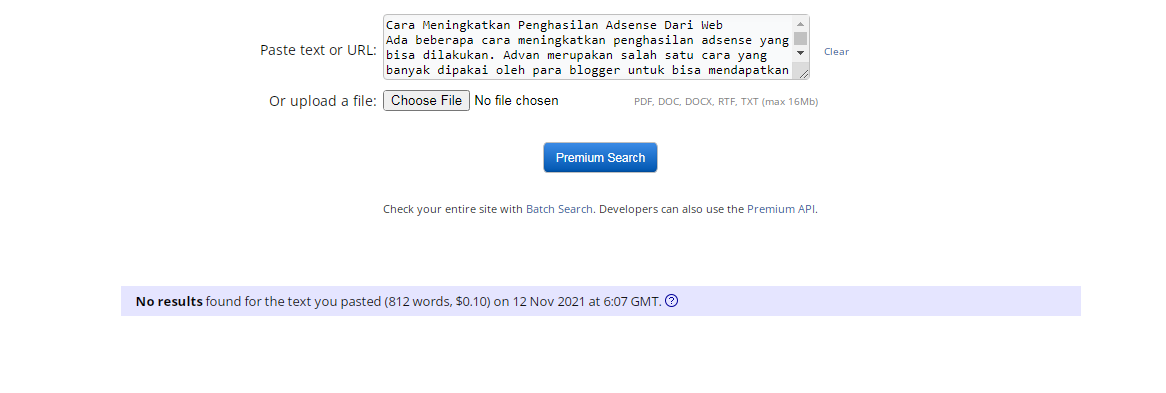 Cara Meningkatkan Penghasilan Adsense Dari Web
Ada beberapa cara meningkatkan penghasilan adsense yang
bisa dilakukan. Advan merupakan salah satu cara yang
banyak dipakai oleh para blogger untuk bisa mendapatkan
Paste text or URL:
Clear
Or upload a file: Choose File No file chosen PDF, DOC, DOCX, RTF, TXT (max 16Mb)
Premium Search
Check your entire site with Batch Search. Developers can also use the Premium API.
No results found for the text you pasted (812 words, $0.10) on 12 Nov 2021 at 6:07 GMT. ?